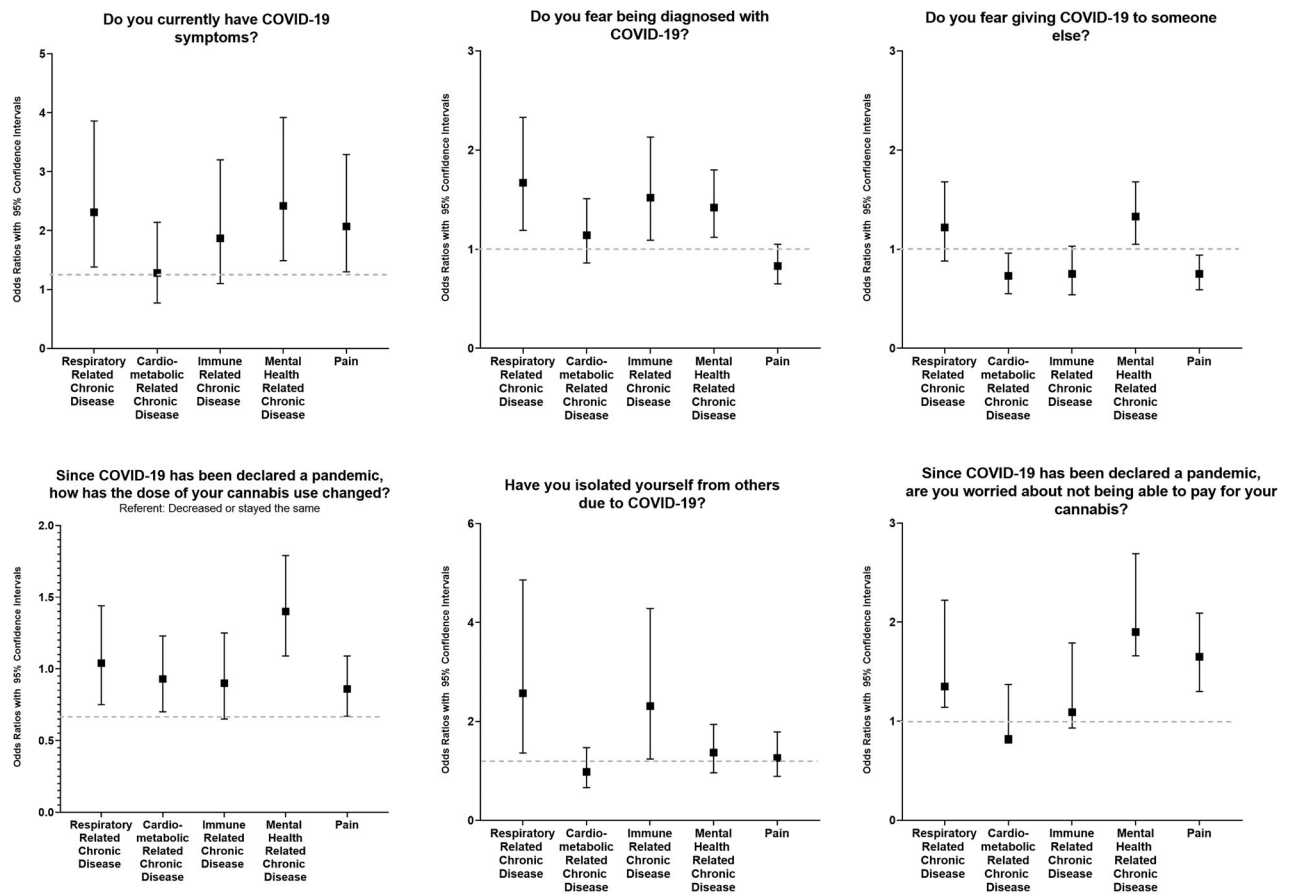 Do you currently have COVID-19
symptoms?
Odds Ratios with 95% Confidence Intervals
5
4
3
2
1
0
Respiratory
Related
Chronic
Disease
Cardio-
metabolic
Related
Chronic
Disease
Immune
Related
Chronic
Disease
Mental
Health
Related
Chronic
Disease
Pain
Do you fear being diagnosed with
COVID-19?
Odds Ratios with 95% Confidence Intervals
3
2
1
0
Respiratory
Related
Chronic
Disease
Cardio-
metabolic
Related
Chronic
Disease
Immune
Related
Chronic
Disease
Mental
Health
Related
Chronic
Disease
Pain
Do you fear giving COVID-19 to someone
else?
Odds Ratios with 95% Confidence Intervals
3
2
1
0
Respiratory
Related
Chronic
Disease
Cardio-
metabolic
Related
Chronic
Disease
Immune
Related
Chronic
Disease
Mental
Health
Related
Chronic
Disease
Pain
Since COVID-19 has been declared a pandemic,
how has the dose of your cannabis use changed?
Referent: Decreased or stayed the same
Odds Ratios with 95% Confidence Intervals
2.0
1.5
1.0
0.5
0.0
Respiratory
Related
Chronic
Disease
Cardio-
metabolic
Related
Chronic
Disease
Immune
Related
Chronic
Disease
Mental
Health
Related
Chronic
Disease
Pain
Have you isolated yourself from others
due to COVID-19?
Odds Ratios with 95% Confidence Intervals
6
4
2
0
Respiratory
Related
Chronic
Disease
Cardio-
metabolic
Related
Chronic
Disease
Immune
Related
Chronic
Disease
Mental
Health
Related
Chronic
Disease
Pain
Since COVID-19 has been declared a pandemic,
are you worried about not being able to pay for your
cannabis?
Odds Ratios with 95% Confidence Intervals
3
2
1
0
Respiratory
Related
Chronic
Disease
Cardio-
metabolic
Related
Chronic
Disease
Immune
Related
Chronic
Disease
Mental
Health
Related
Chronic
Disease
Pain